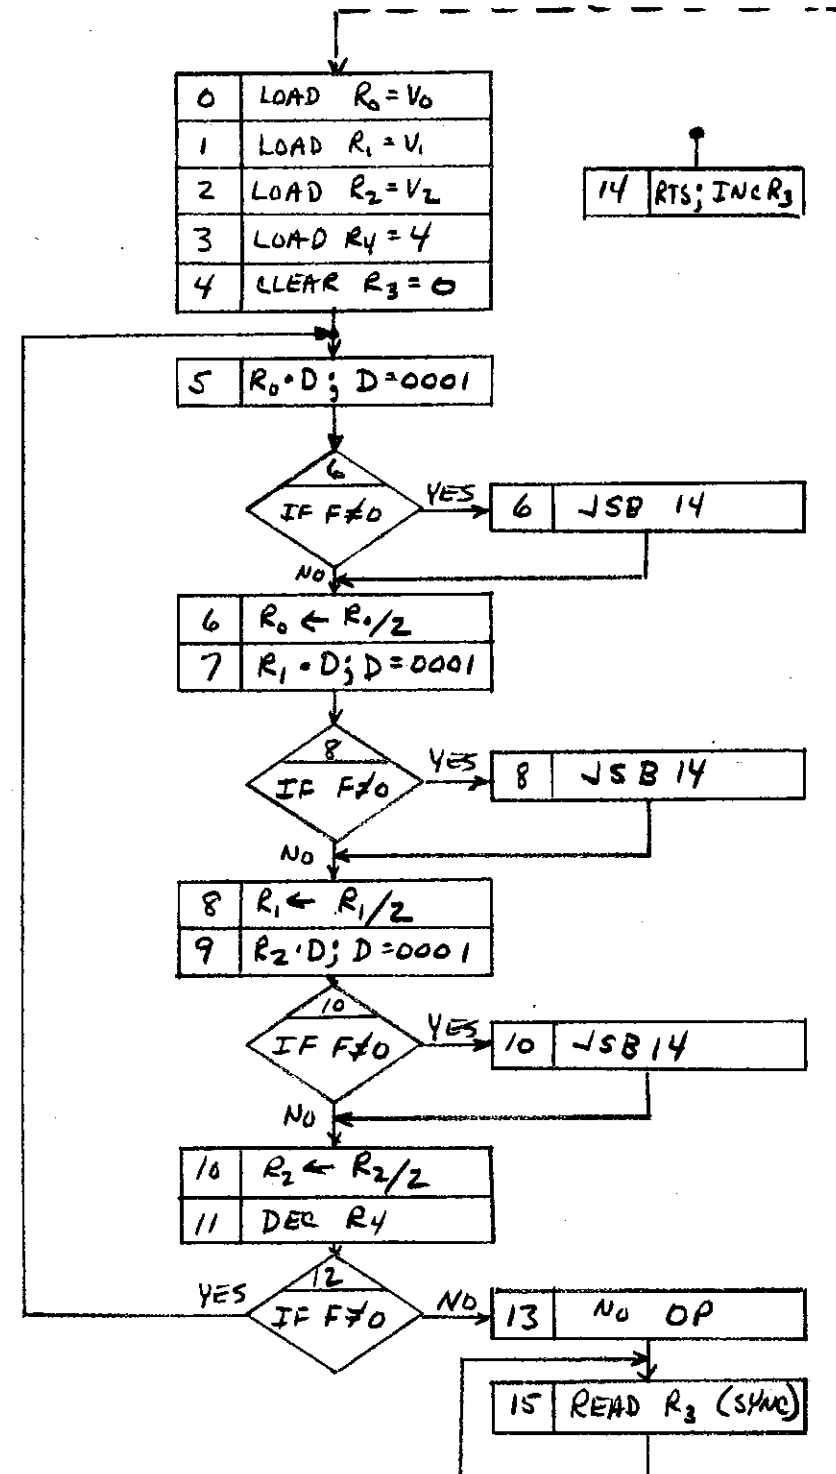 0 LOAD R₀=V₀
1 LOAD R₁=V₁
2 LOAD R₂=V₂
3 LOAD R4=4
4 CLEAR R₃=0
14 RTS; INC R₃
5 R₀·D; D=0001
6
IF F≠0
YES
6 JSB 14
NO
6 R₀ ← R₀/2
7 R₁·D; D=0001
8
IF F≠0
YES
8 JSB 14
NO
8 R₁ ← R₁/2
9 R₂·D; D=0001
10
IF F≠0
YES
10 JSB 14
NO
10 R₂ ← R₂/2
11 DEC R4
12
IF F≠0
YES
NO
13 NO OP
15 READ R₃ (SYNC)